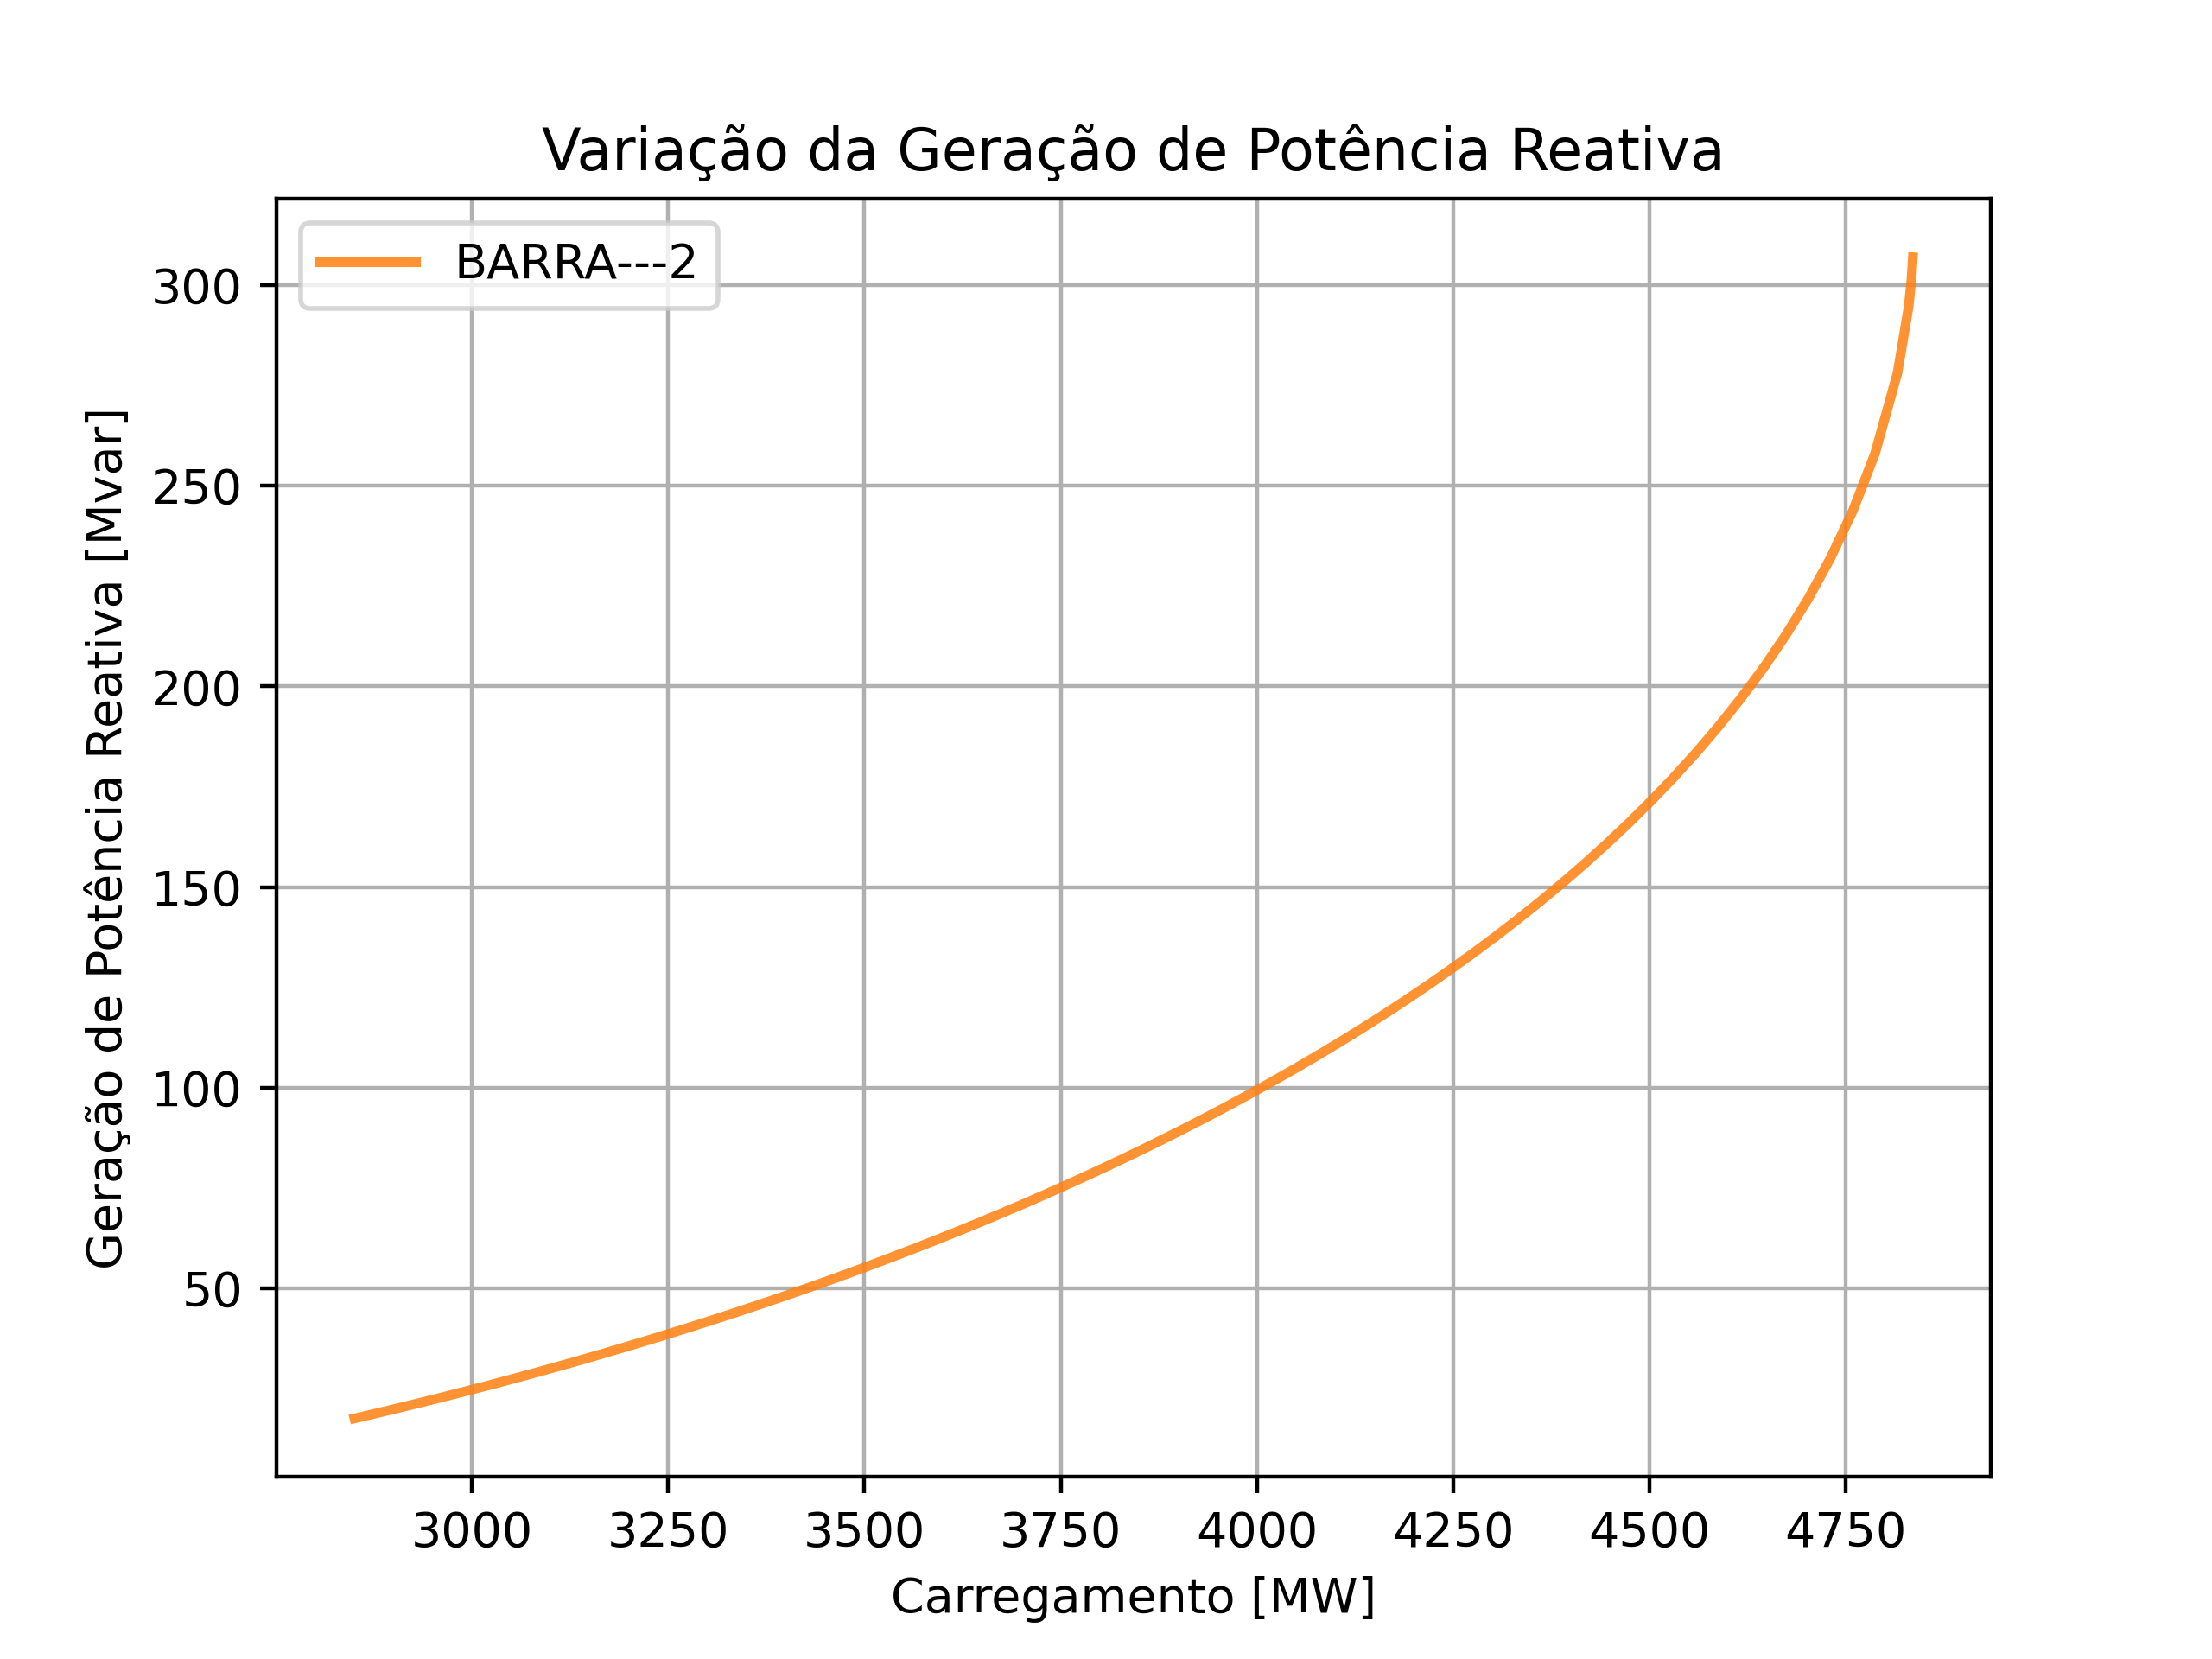 Variação da Geração de Potência Reativa
BARRA---2
Geração de Potência Reativa [Mvar]
300
250
200
150
100
50
3000 3250 3500 3750 4000 4250 4500 4750
Carregamento [MW]